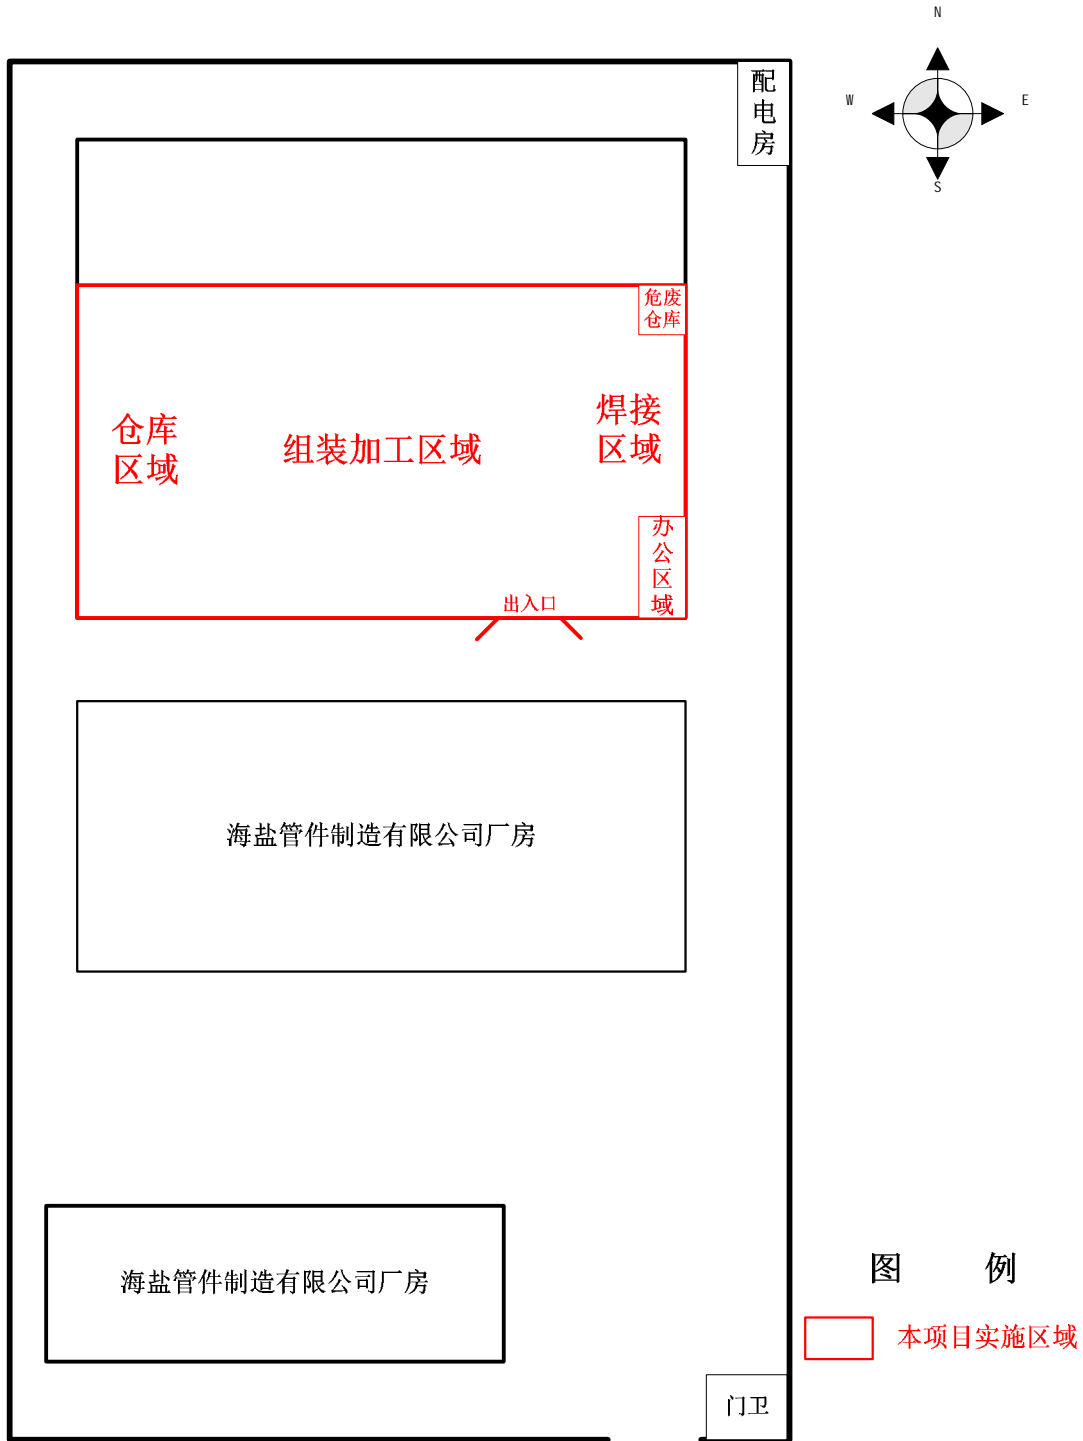 N
W
E
S
配
电
房
危废
仓库
仓库
区域
组装加工区域
焊接
区域
办
公
区
域
出入口
海盐管件制造有限公司厂房
海盐管件制造有限公司厂房
图 例
本项目实施区域
门卫